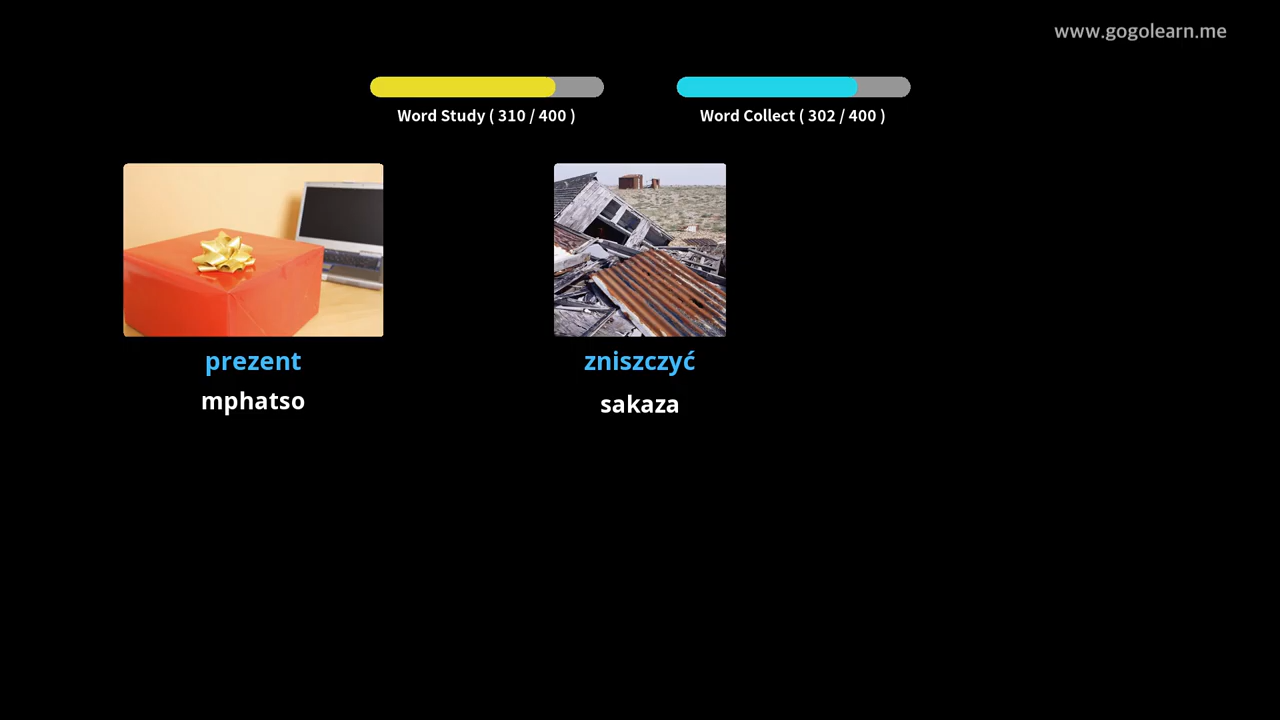 www.gogolearn.me
Word Study ( 310 / 400 )
Word Collect ( 302 / 400 )
prezent
mphatso
zniszczyć
sakaza